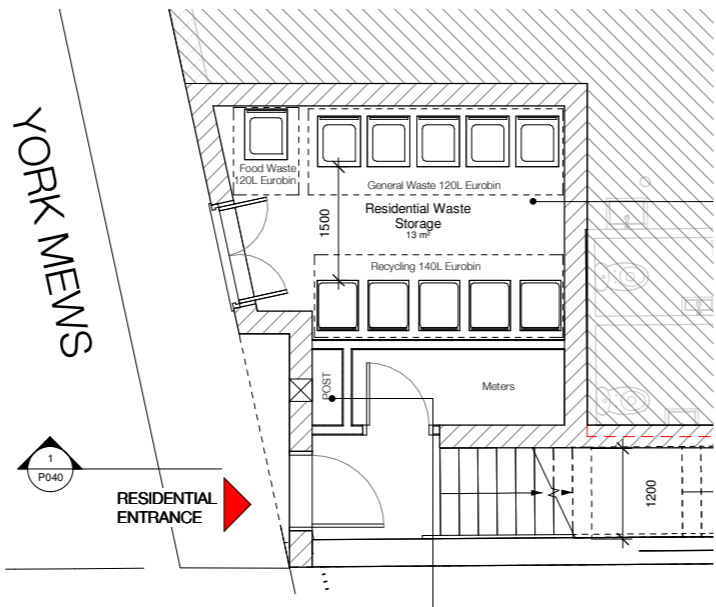 YORK MEWS
Food Waste
120L Eurobin
General Waste 120L Eurobin
1500
Residential Waste
Storage
13 m²
Recycling 140L Eurobin
POST
Meters
1
P040
RESIDENTIAL
ENTRANCE
1200